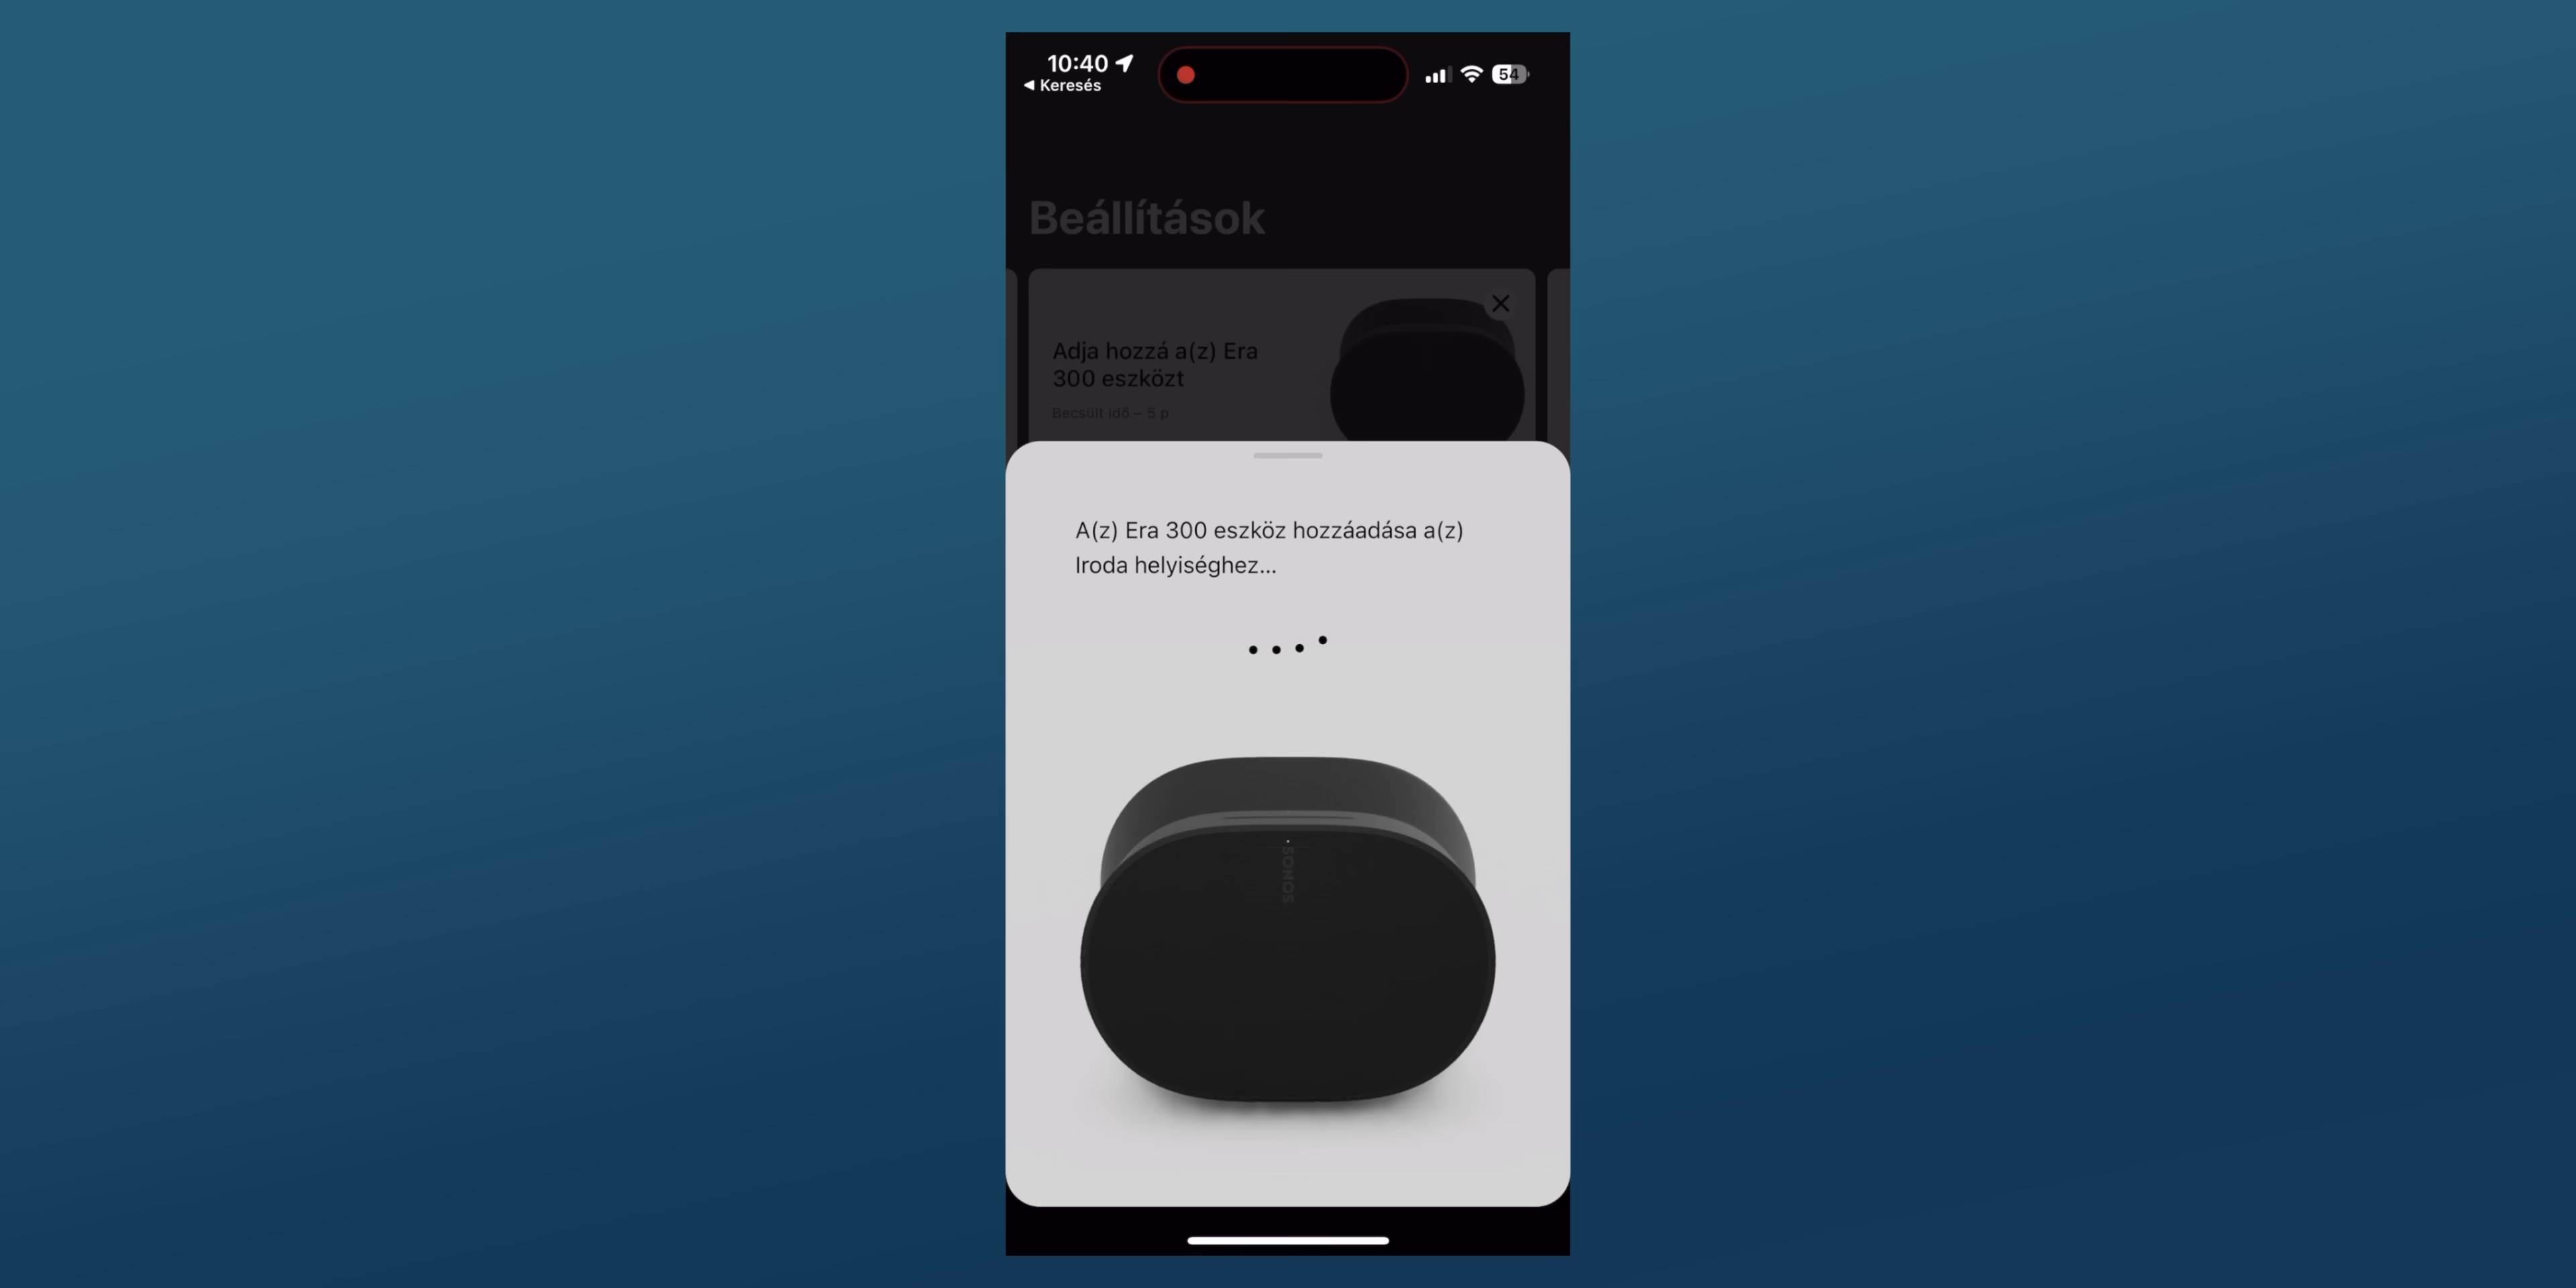 10:40
◀ Keresés
54
Beállítások
Adja hozzá a(z) Era
300 eszközt
Becsült idő – 5 p
A(z) Era 300 eszköz hozzáadása a(z)
Iroda helyiséghez...
SONOS